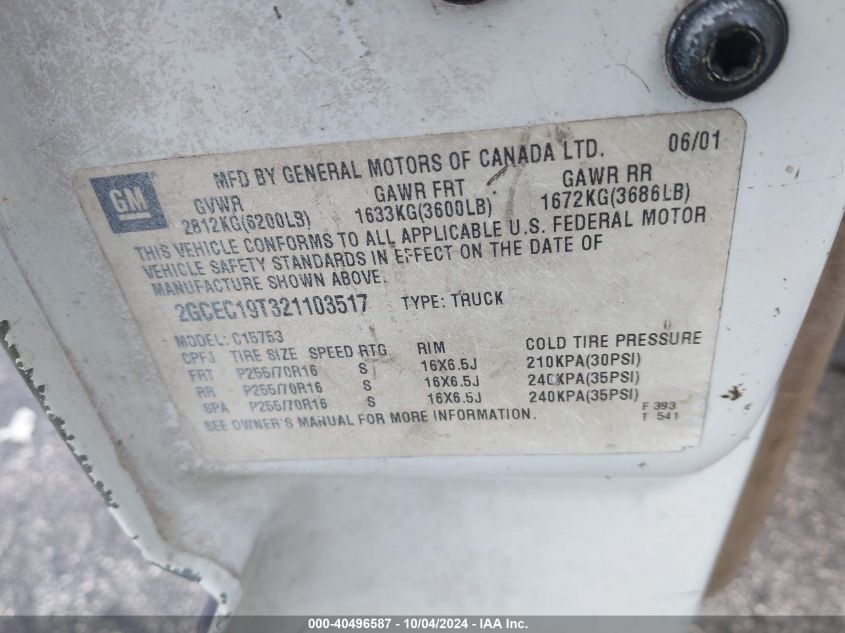 MFD BY GENERAL MOTORS OF CANADA LTD. 06/01
GM
GVWR GAWR FRT GAWR RR
2812KG(6200LB) 1633KG(3600LB) 1672KG(3686LB)
THIS VEHICLE CONFORMS TO ALL APPLICABLE U.S. FEDERAL MOTOR
VEHICLE SAFETY STANDARDS IN EFFECT ON THE DATE OF
MANUFACTURE SHOWN ABOVE.
2GCEC19T321103517 TYPE: TRUCK
MODEL: C15753
CPFJ TIRE SIZE SPEED RTG RIM COLD TIRE PRESSURE
FRT P255/70R16 S 16X6.5J 210KPA(30PSI)
RR P255/70R16 S 16X6.5J 240KPA(35PSI)
SPA P255/70R16 S 16X6.5J 240KPA(35PSI)
SEE OWNER'S MANUAL FOR MORE INFORMATION.
F 393
T 541
000-40496587 - 10/04/2024 - IAA Inc.